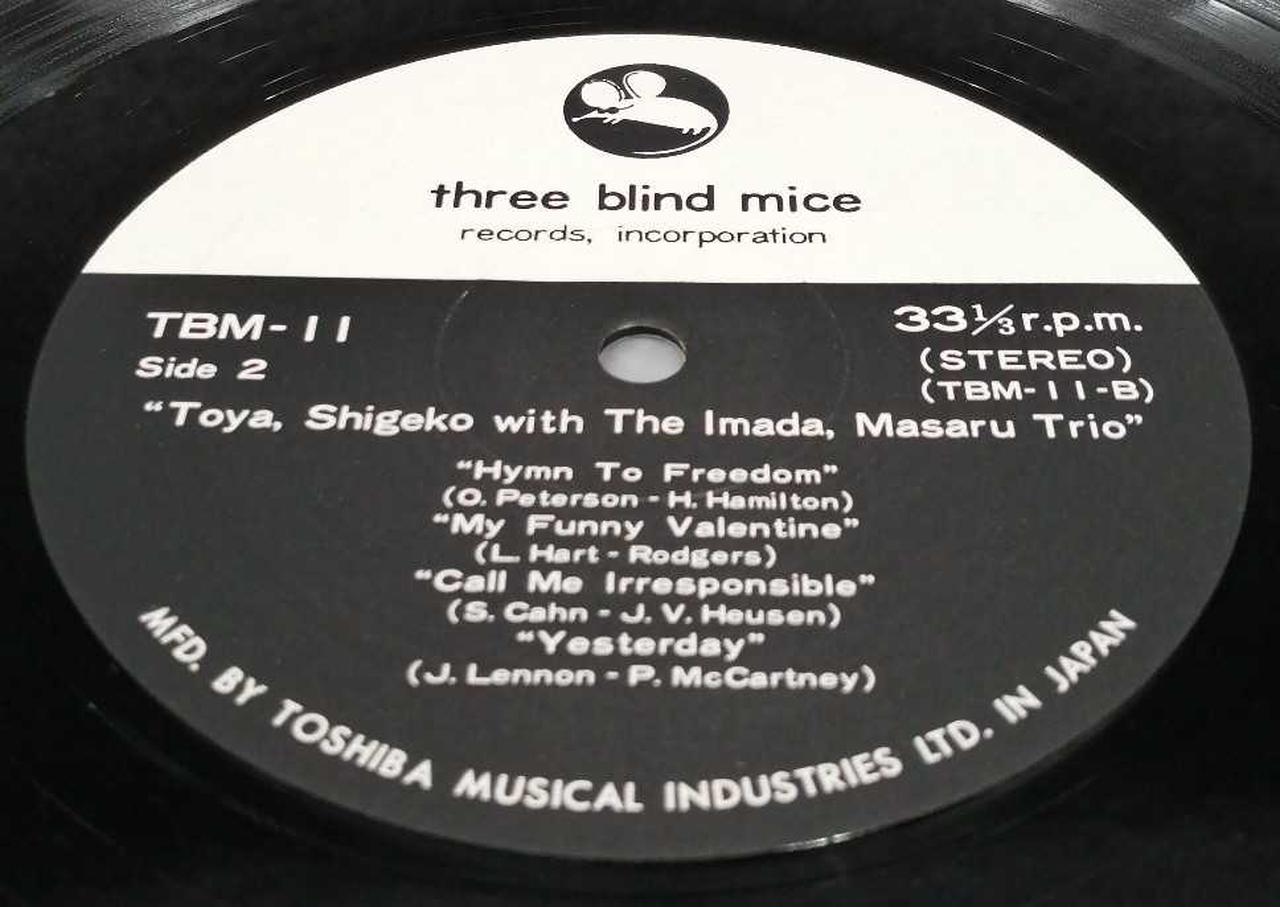 three blind mice
records, incorporation
TBM-11
33⅓ r.p.m.
Side 2
(STEREO)
(TBM-11-B)
“Toya, Shigeko with The Imada, Masaru Trio”
“Hymn To Freedom”
(O. Peterson - H. Hamilton)
“My Funny Valentine”
(L. Hart - Rodgers)
“Call Me Irresponsible”
(S. Cahn - J. V. Heusen)
“Yesterday”
(J. Lennon - P. McCartney)
MFD. BY TOSHIBA MUSICAL INDUSTRIES LTD. IN JAPAN